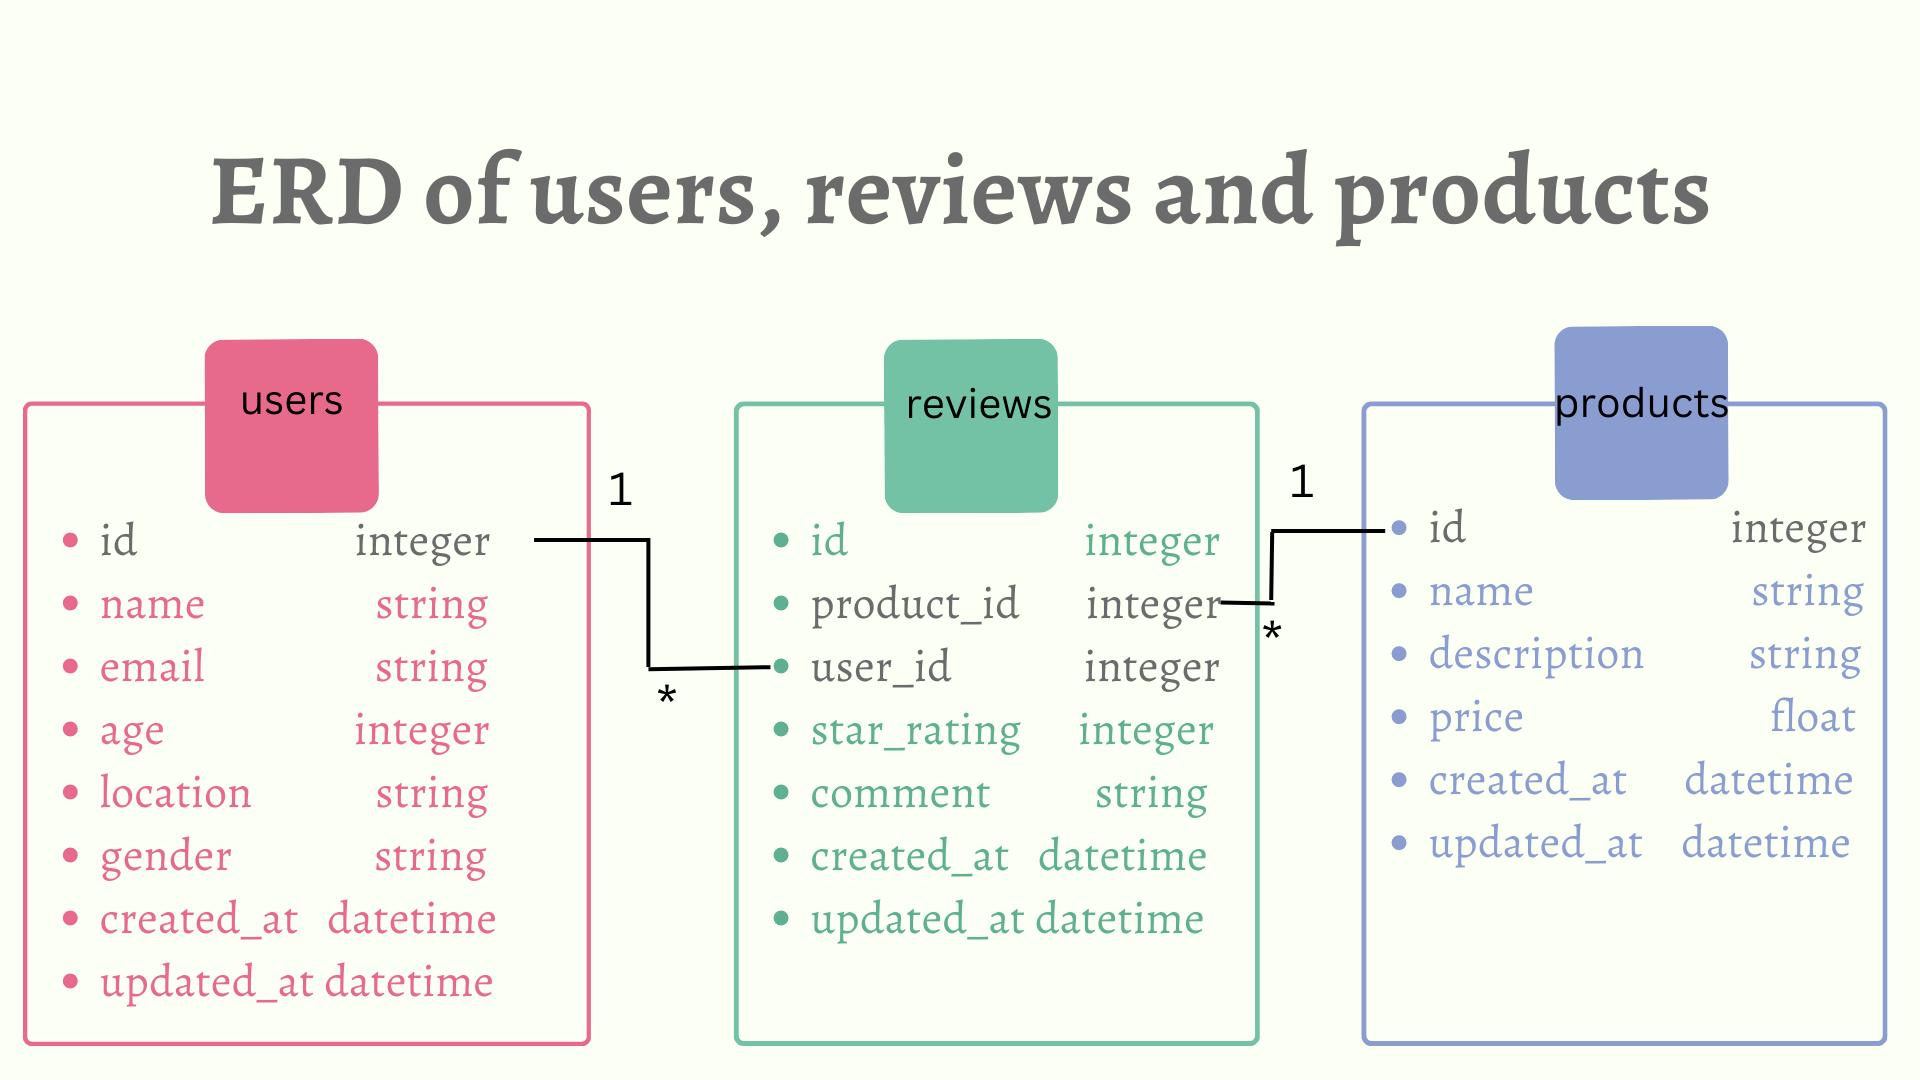 ERD of users, reviews and products
users
id integer
name string
email string
age integer
location string
gender string
created_at datetime
updated_at datetime
1
*
reviews
id integer
product_id integer
user_id integer
star_rating integer
comment string
created_at datetime
updated_at datetime
1
*
products
id integer
name string
description string
price float
created_at datetime
updated_at datetime